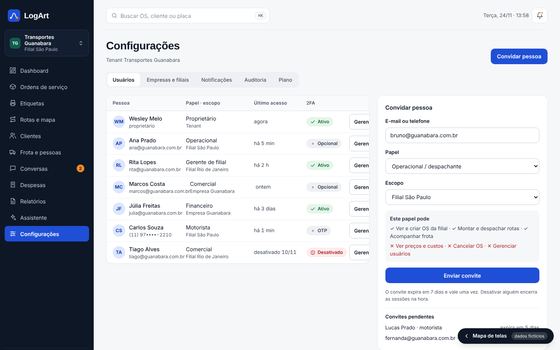 LogArt
Transportes Guanabara
Filial São Paulo
Dashboard
Ordens de serviço
Etiquetas
Rotas e mapa
Clientes
Frota e pessoas
Conversas 2
Despesas
Relatórios
Assistente
Configurações
Buscar OS, cliente ou placa
Terça, 24/11 · 13:58
Configurações
Tenant Transportes Guanabara
Convidar pessoa
Usuários Empresas e filiais Notificações Auditoria Plano
Pessoa Papel · escopo Último acesso 2FA
WM Wesley Melo Proprietário agora ✓ Ativo Geren
proprietário Tenant
AP Ana Prado Operacional há 5 min Opcional Geren
ana@guanabara.com.br Filial São Paulo
RL Rita Lopes Gerente de filial há 2 h ✓ Ativo Geren
rita@guanabara.com.br Filial Rio de Janeiro
MC Marcos Costa Comercial ontem Opcional Geren
marcos@guanabara.com.br Empresa Guanabara
JF Júlia Freitas Financeiro há 3 dias ✓ Ativo Geren
julia@guanabara.com.br Empresa Guanabara
CS Carlos Souza Motorista há 1 min OTP Geren
(11) 97••••-2210 Filial São Paulo
TA Tiago Alves Comercial desativado 10/11 Desativado Geren
tiago@guanabara.com.br Filial Rio de Janeiro
Convidar pessoa
E-mail ou telefone
bruno@guanabara.com.br
Papel
Operacional / despachante
Escopo
Filial São Paulo
Este papel pode
✓ Ver e criar OS da filial · ✓ Montar e despachar rotas · ✓
Acompanhar frota
✕ Ver preços e custos · ✕ Cancelar OS · ✕ Gerenciar
usuários
Enviar convite
O convite expira em 7 dias e vale uma vez. Desativar alguém encerra
as sessões na hora.
Convites pendentes
Lucas Prado · motorista expira em 5 dias
fernanda@guanabara.com.br
Mapa de telas dados fictícios